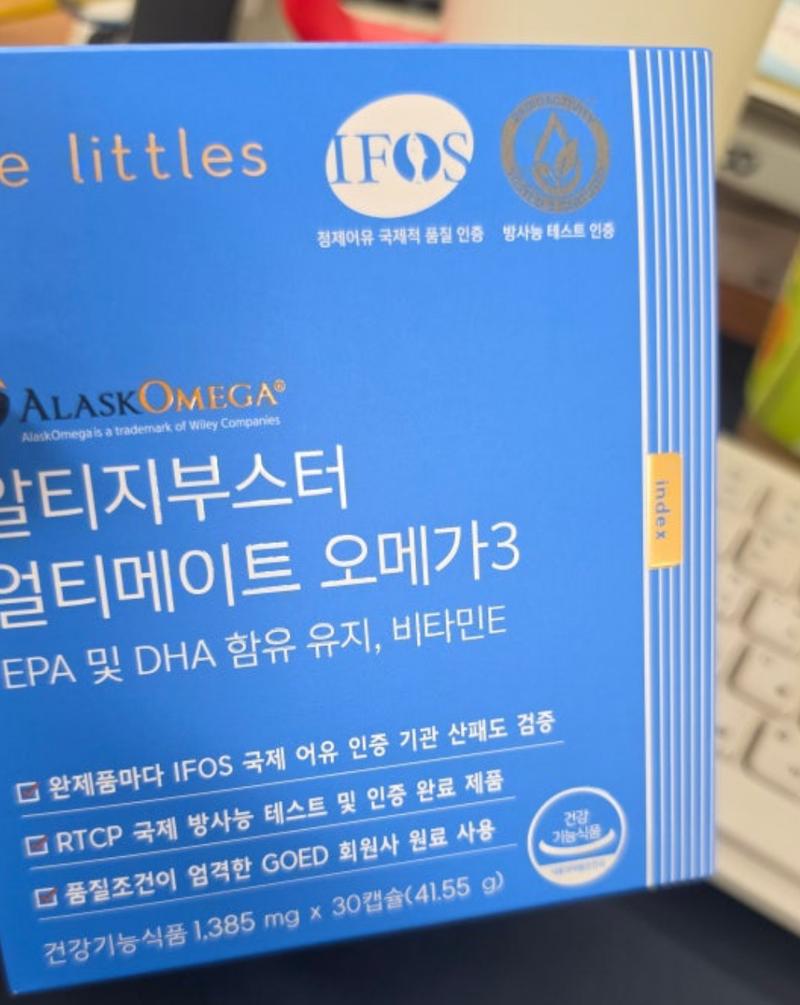 e littles
IFOS
정제어유 국제적 품질 인증
방사능 테스트 인증
ALASKOMEGA®
AlaskOmega is a trademark of Wiley Companies
알티지부스터
얼티메이트 오메가3
EPA 및 DHA 함유 유지, 비타민E
index
완제품마다 IFOS 국제 어유 인증 기관 산패도 검증
RTCP 국제 방사능 테스트 및 인증 완료 제품
품질조건이 엄격한 GOED 회원사 원료 사용
건강
기능식품
건강기능식품 1,385 mg x 30캡슐(41.55 g)